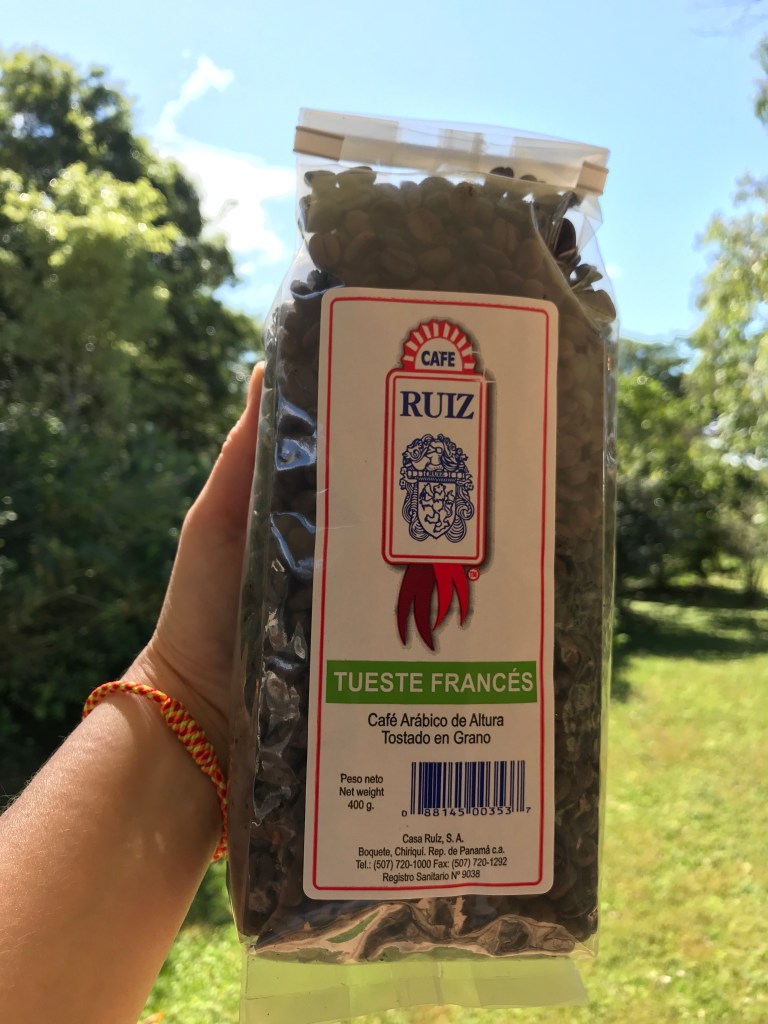 CAFE
RUIZ
TM
TUESTE FRANCÉS
Café Arábico de Altura
Tostado en Grano
Peso neto
Net weight
400 g.
0 88145 00353 7
Casa Ruíz, S. A.
Boquete, Chiriquí. Rep. de Panamá c.a.
Tel.: (507) 720-1000 Fax: (507) 720-1292
Registro Sanitario Nº 9038